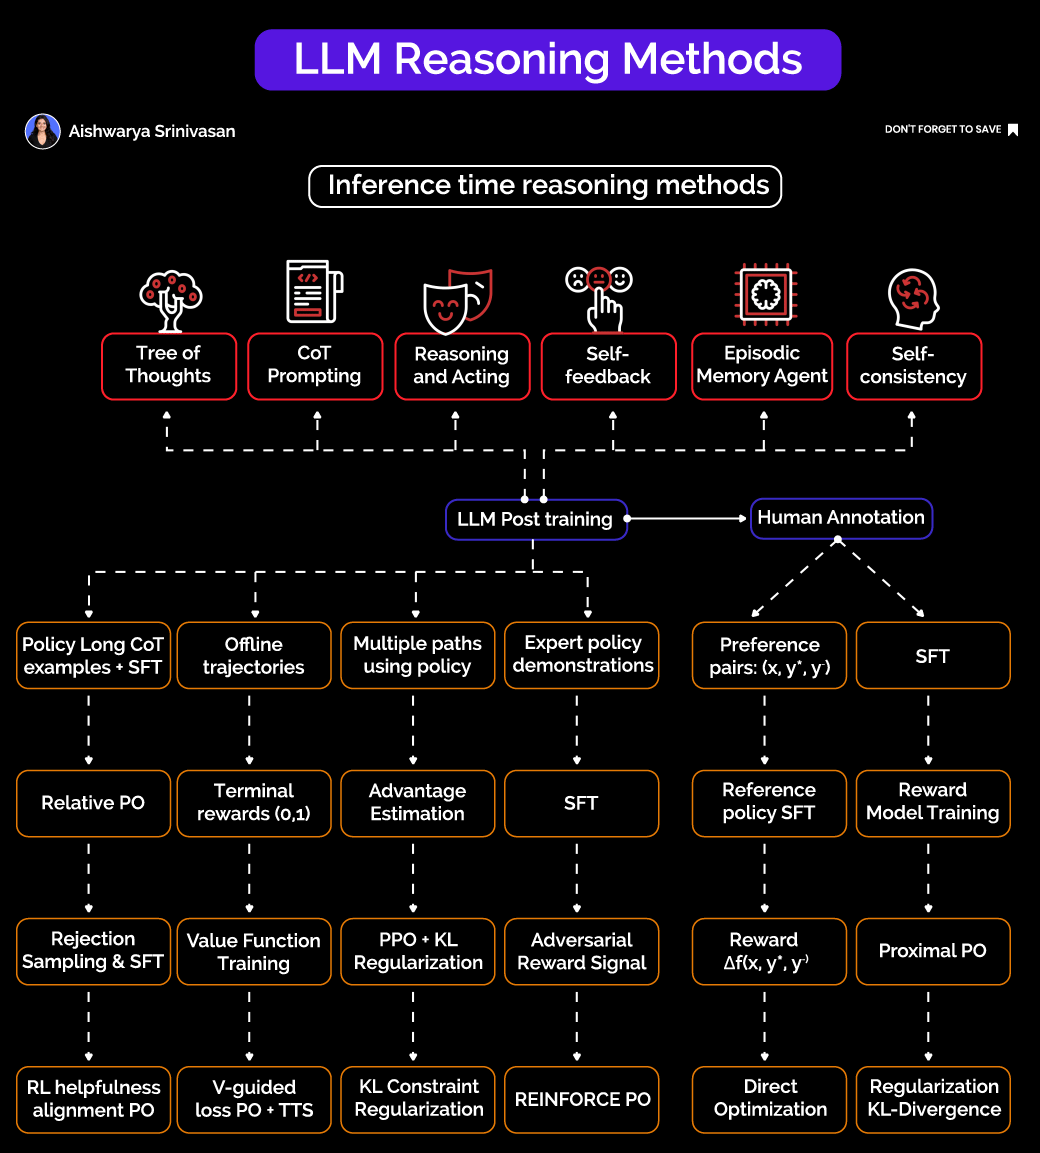 LLM Reasoning Methods
Aishwarya Srinivasan
DON'T FORGET TO SAVE
Inference time reasoning methods
</>
Tree of
Thoughts
CoT
Prompting
Reasoning
and Acting
Self-
feedback
Episodic
Memory Agent
Self-
consistency
LLM Post training
Human Annotation
Policy Long CoT
examples + SFT
Offline
trajectories
Multiple paths
using policy
Expert policy
demonstrations
Preference
pairs: (x, y*, y-)
SFT
Relative PO
Terminal
rewards (0,1)
Advantage
Estimation
SFT
Reference
policy SFT
Reward
Model Training
Rejection
Sampling & SFT
Value Function
Training
PPO + KL
Regularization
Adversarial
Reward Signal
Reward
Δf(x, y*, y-)
Proximal PO
RL helpfulness
alignment PO
V-guided
loss PO + TTS
KL Constraint
Regularization
REINFORCE PO
Direct
Optimization
Regularization
KL-Divergence